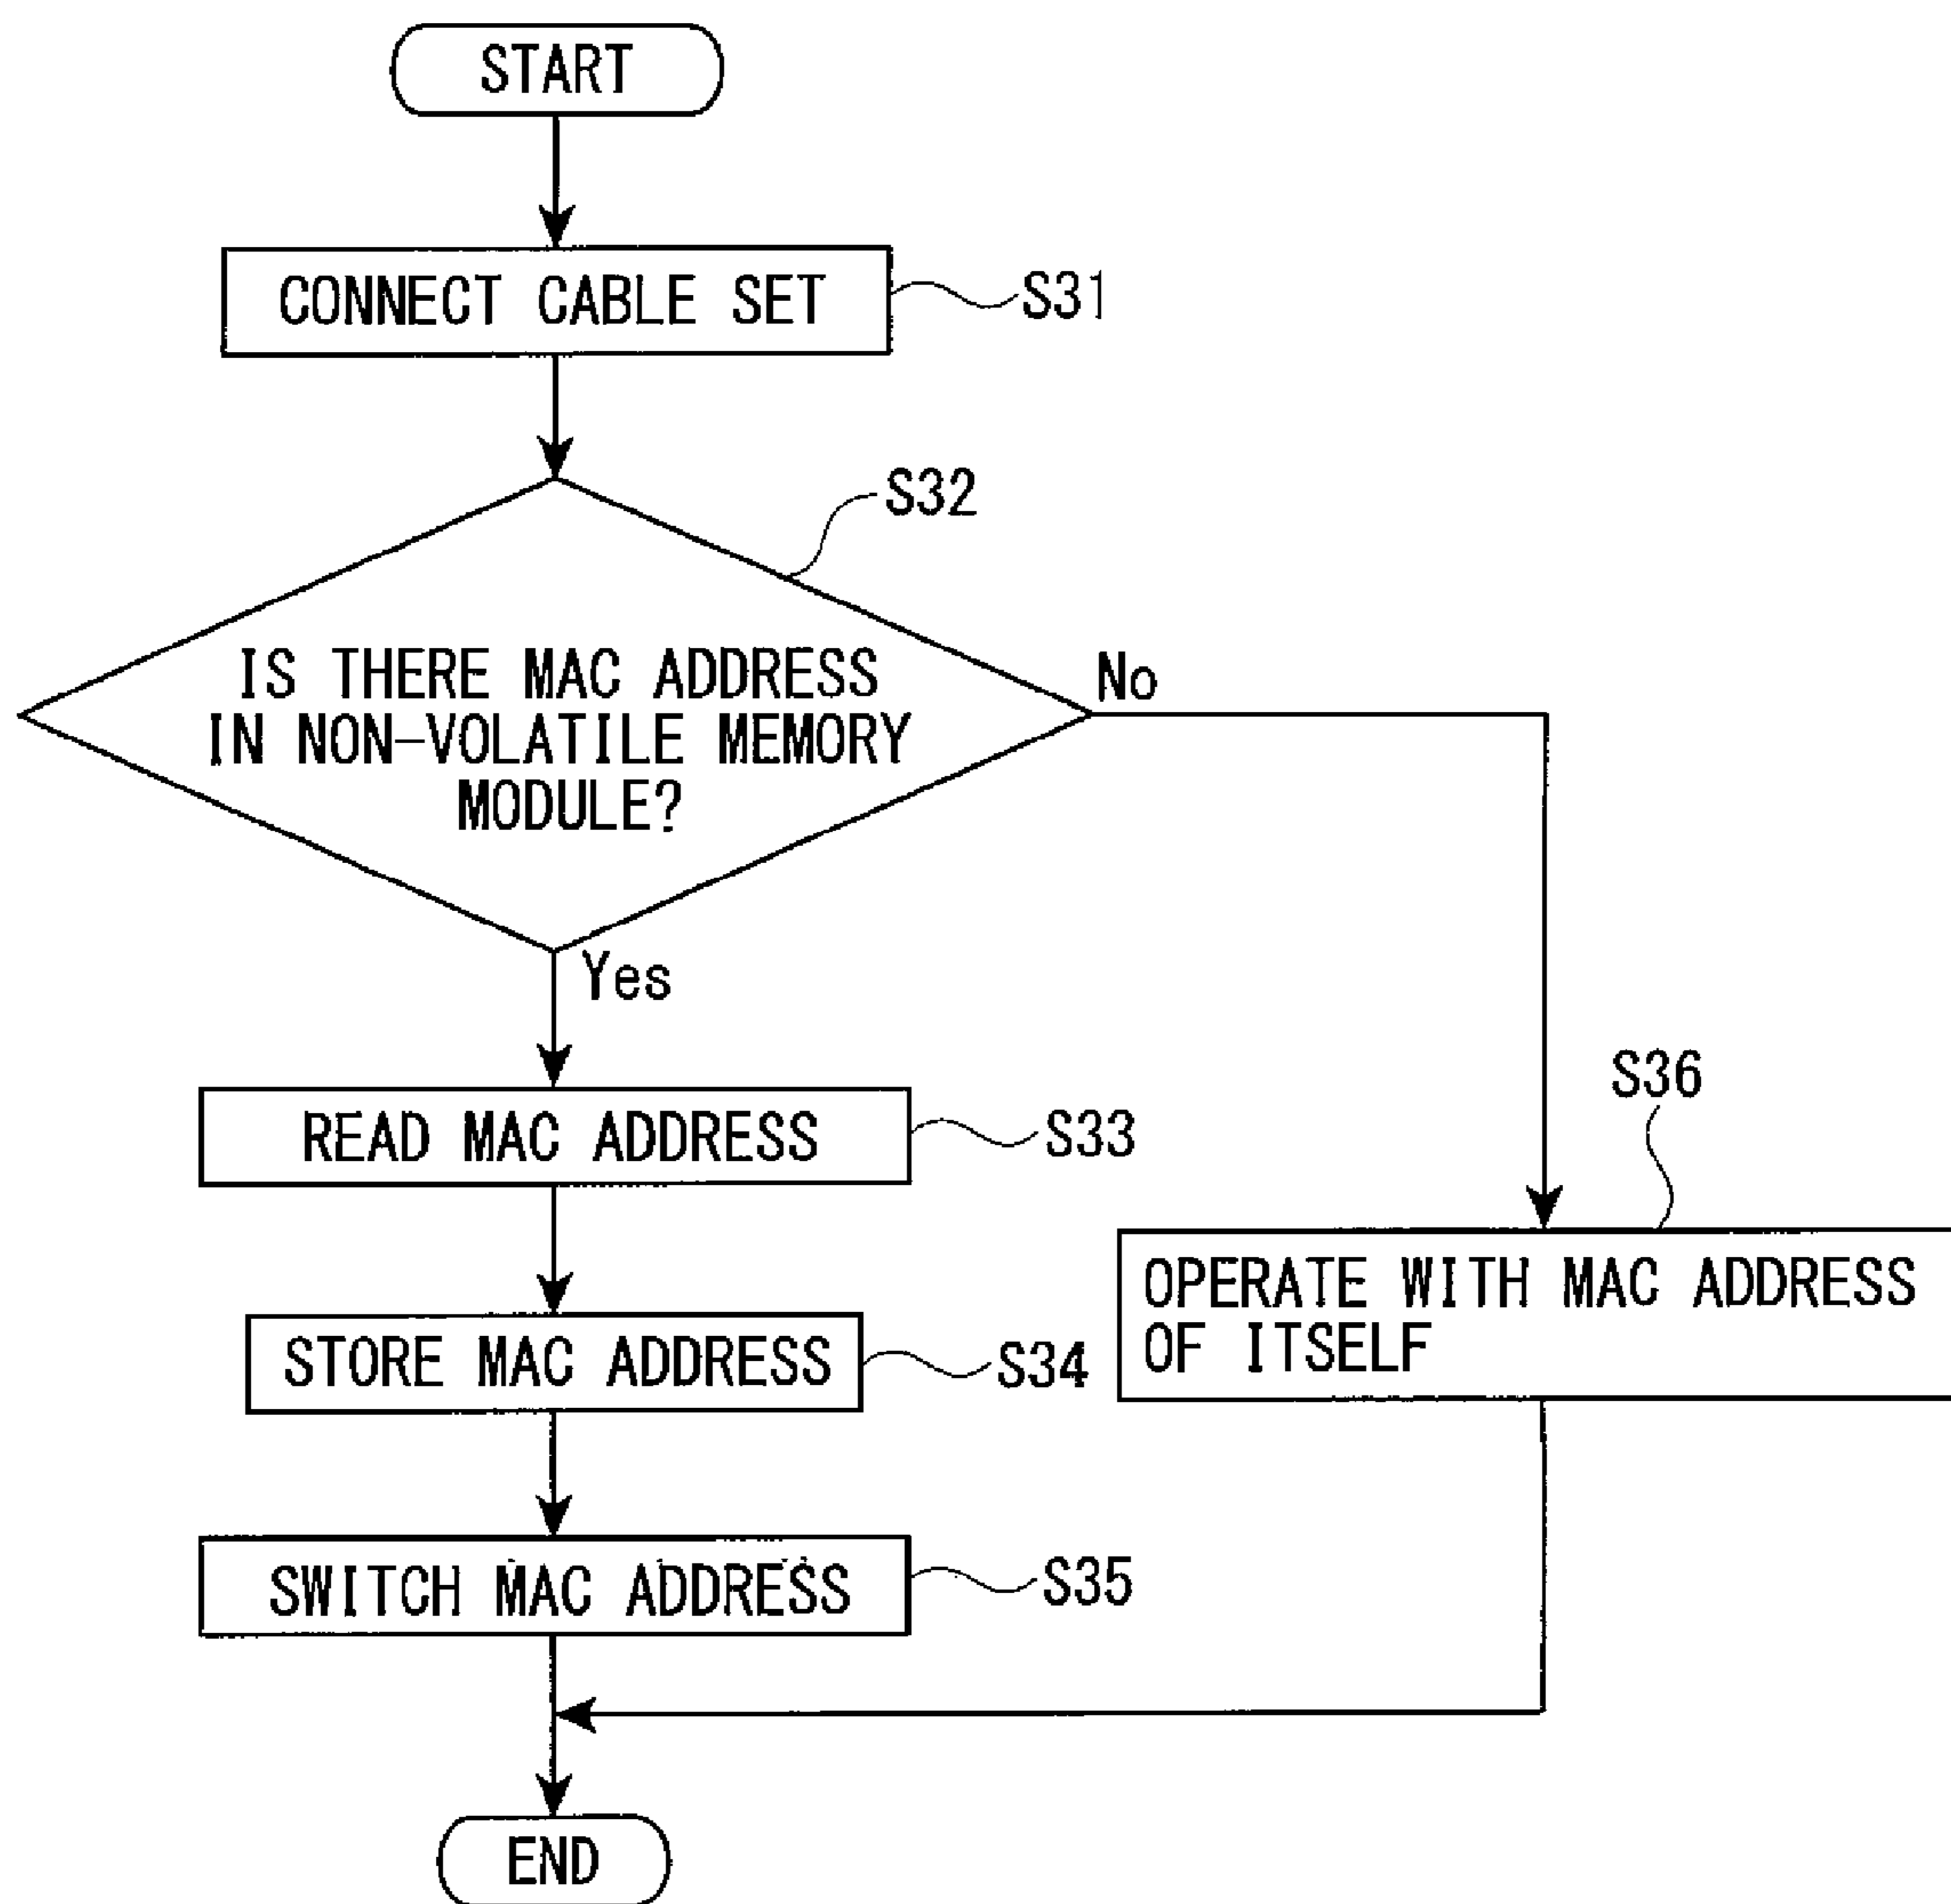 START
CONNECT CABLE SET
S31
S32
IS THERE MAC ADDRESS
IN NON-VOLATILE MEMORY
MODULE?
No
Yes
READ MAC ADDRESS
S33
S36
OPERATE WITH MAC ADDRESS
OF ITSELF
STORE MAC ADDRESS
S34
SWITCH MAC ADDRESS
S35
END